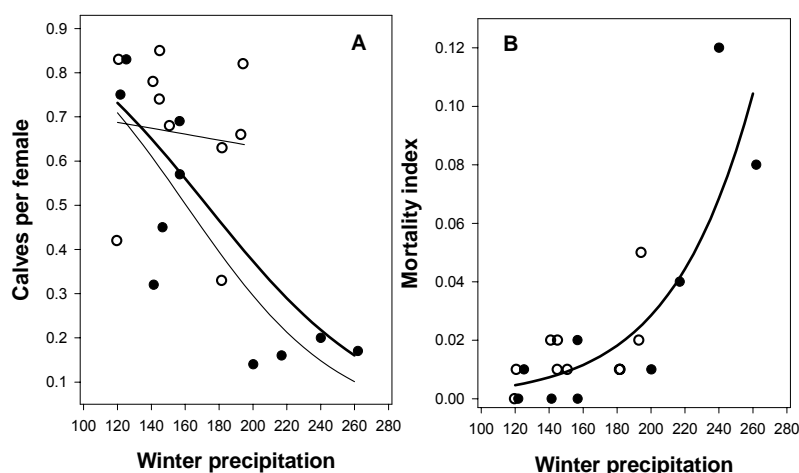 A
0.9
0.8
0.7
0.6
0.5
0.4
0.3
0.2
0.1
Calves per female
100 120 140 160 180 200 220 240 260 280
Winter precipitation
B
0.12
0.10
0.08
0.06
0.04
0.02
0.00
Mortality index
100 120 140 160 180 200 220 240 260 280
Winter precipitation